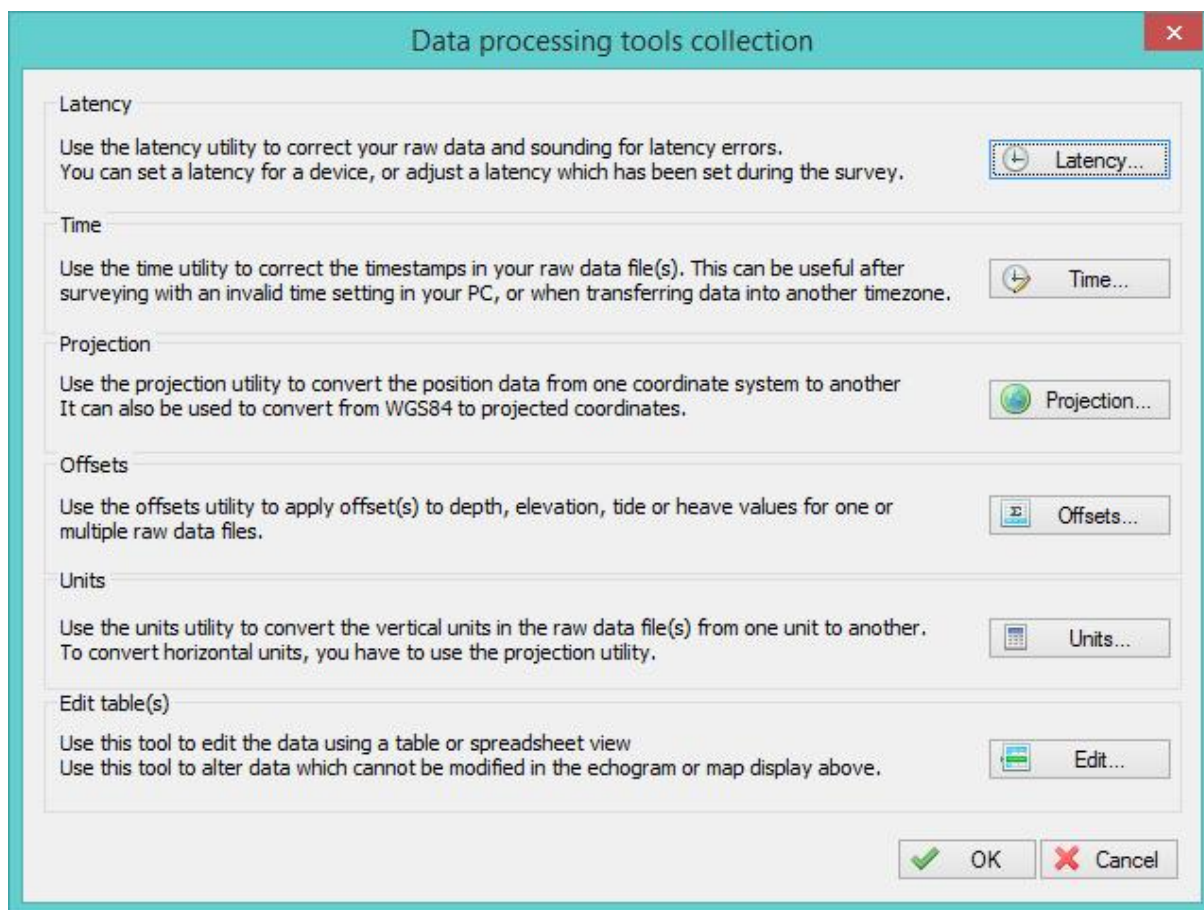 Data processing tools collection
Latency
Use the latency utility to correct your raw data and sounding for latency errors.
You can set a latency for a device, or adjust a latency which has been set during the survey.
Latency...
Time
Use the time utility to correct the timestamps in your raw data file(s). This can be useful after
surveying with an invalid time setting in your PC, or when transferring data into another timezone.
Time...
Projection
Use the projection utility to convert the position data from one coordinate system to another
It can also be used to convert from WGS84 to projected coordinates.
Projection...
Offsets
Use the offsets utility to apply offset(s) to depth, elevation, tide or heave values for one or
multiple raw data files.
Offsets...
Units
Use the units utility to convert the vertical units in the raw data file(s) from one unit to another.
To convert horizontal units, you have to use the projection utility.
Units...
Edit table(s)
Use this tool to edit the data using a table or spreadsheet view
Use this tool to alter data which cannot be modified in the echogram or map display above.
Edit...
OK
Cancel